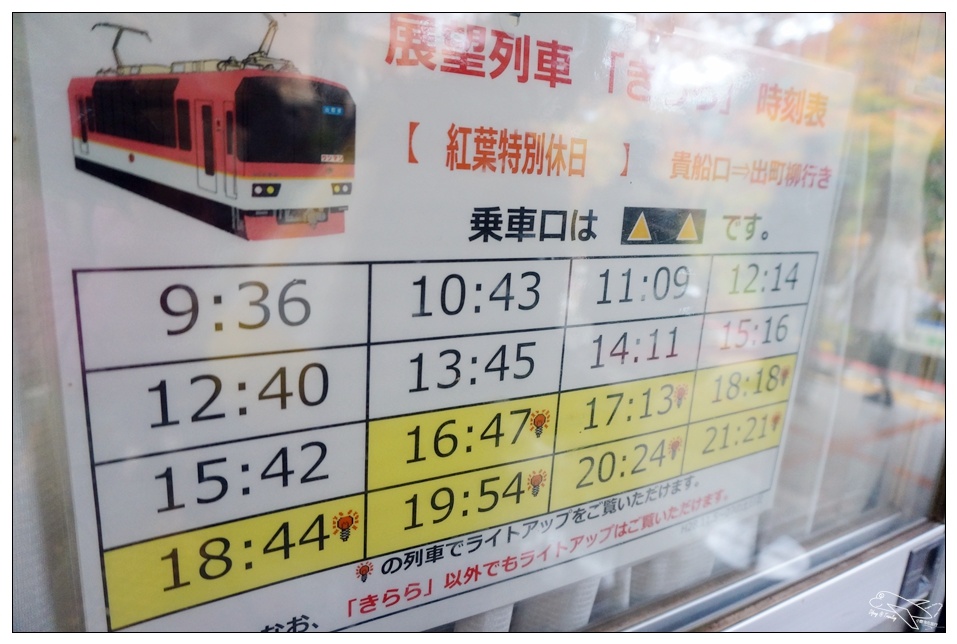 展望列車 「きらら」 時刻表
【 紅葉特別休日 】 貴船口⇒出町柳行き
乗車口は ▲ ▲ です。
9:36 10:43 11:09 12:14
12:40 13:45 14:11 15:16
15:42 16:47 17:13 18:18
18:44 19:54 20:24 21:21
の列車でライトアップをご覧いただけます。
なお、「きらら」以外でもライトアップはご覧いただけます。